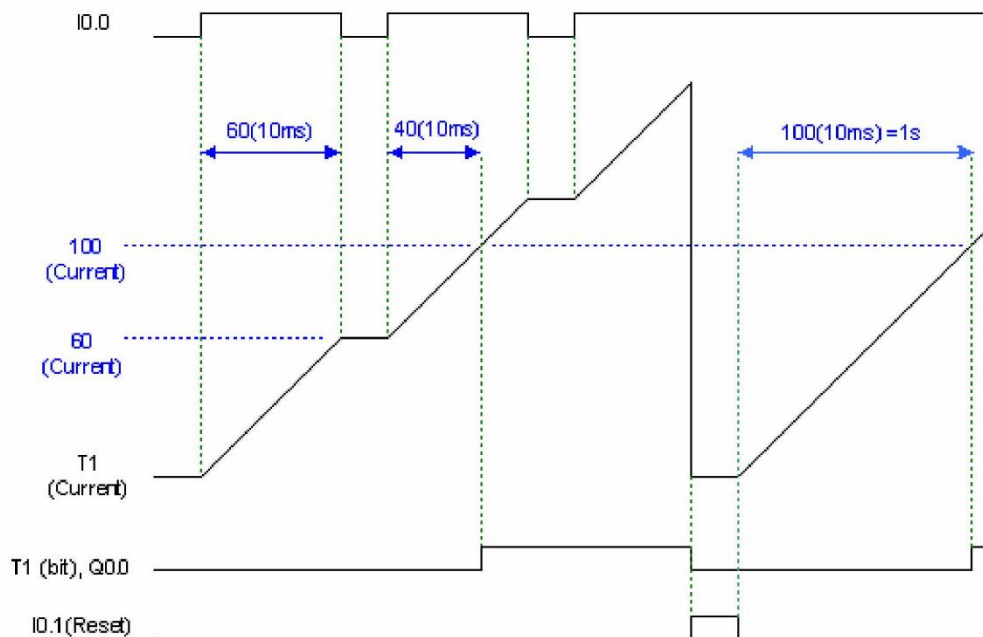 I0.0
60(10ms)
40(10ms)
100(10ms)=1s
100
(Current)
60
(Current)
T1
(Current)
T1 (bit), Q0.0
I0.1(Reset)